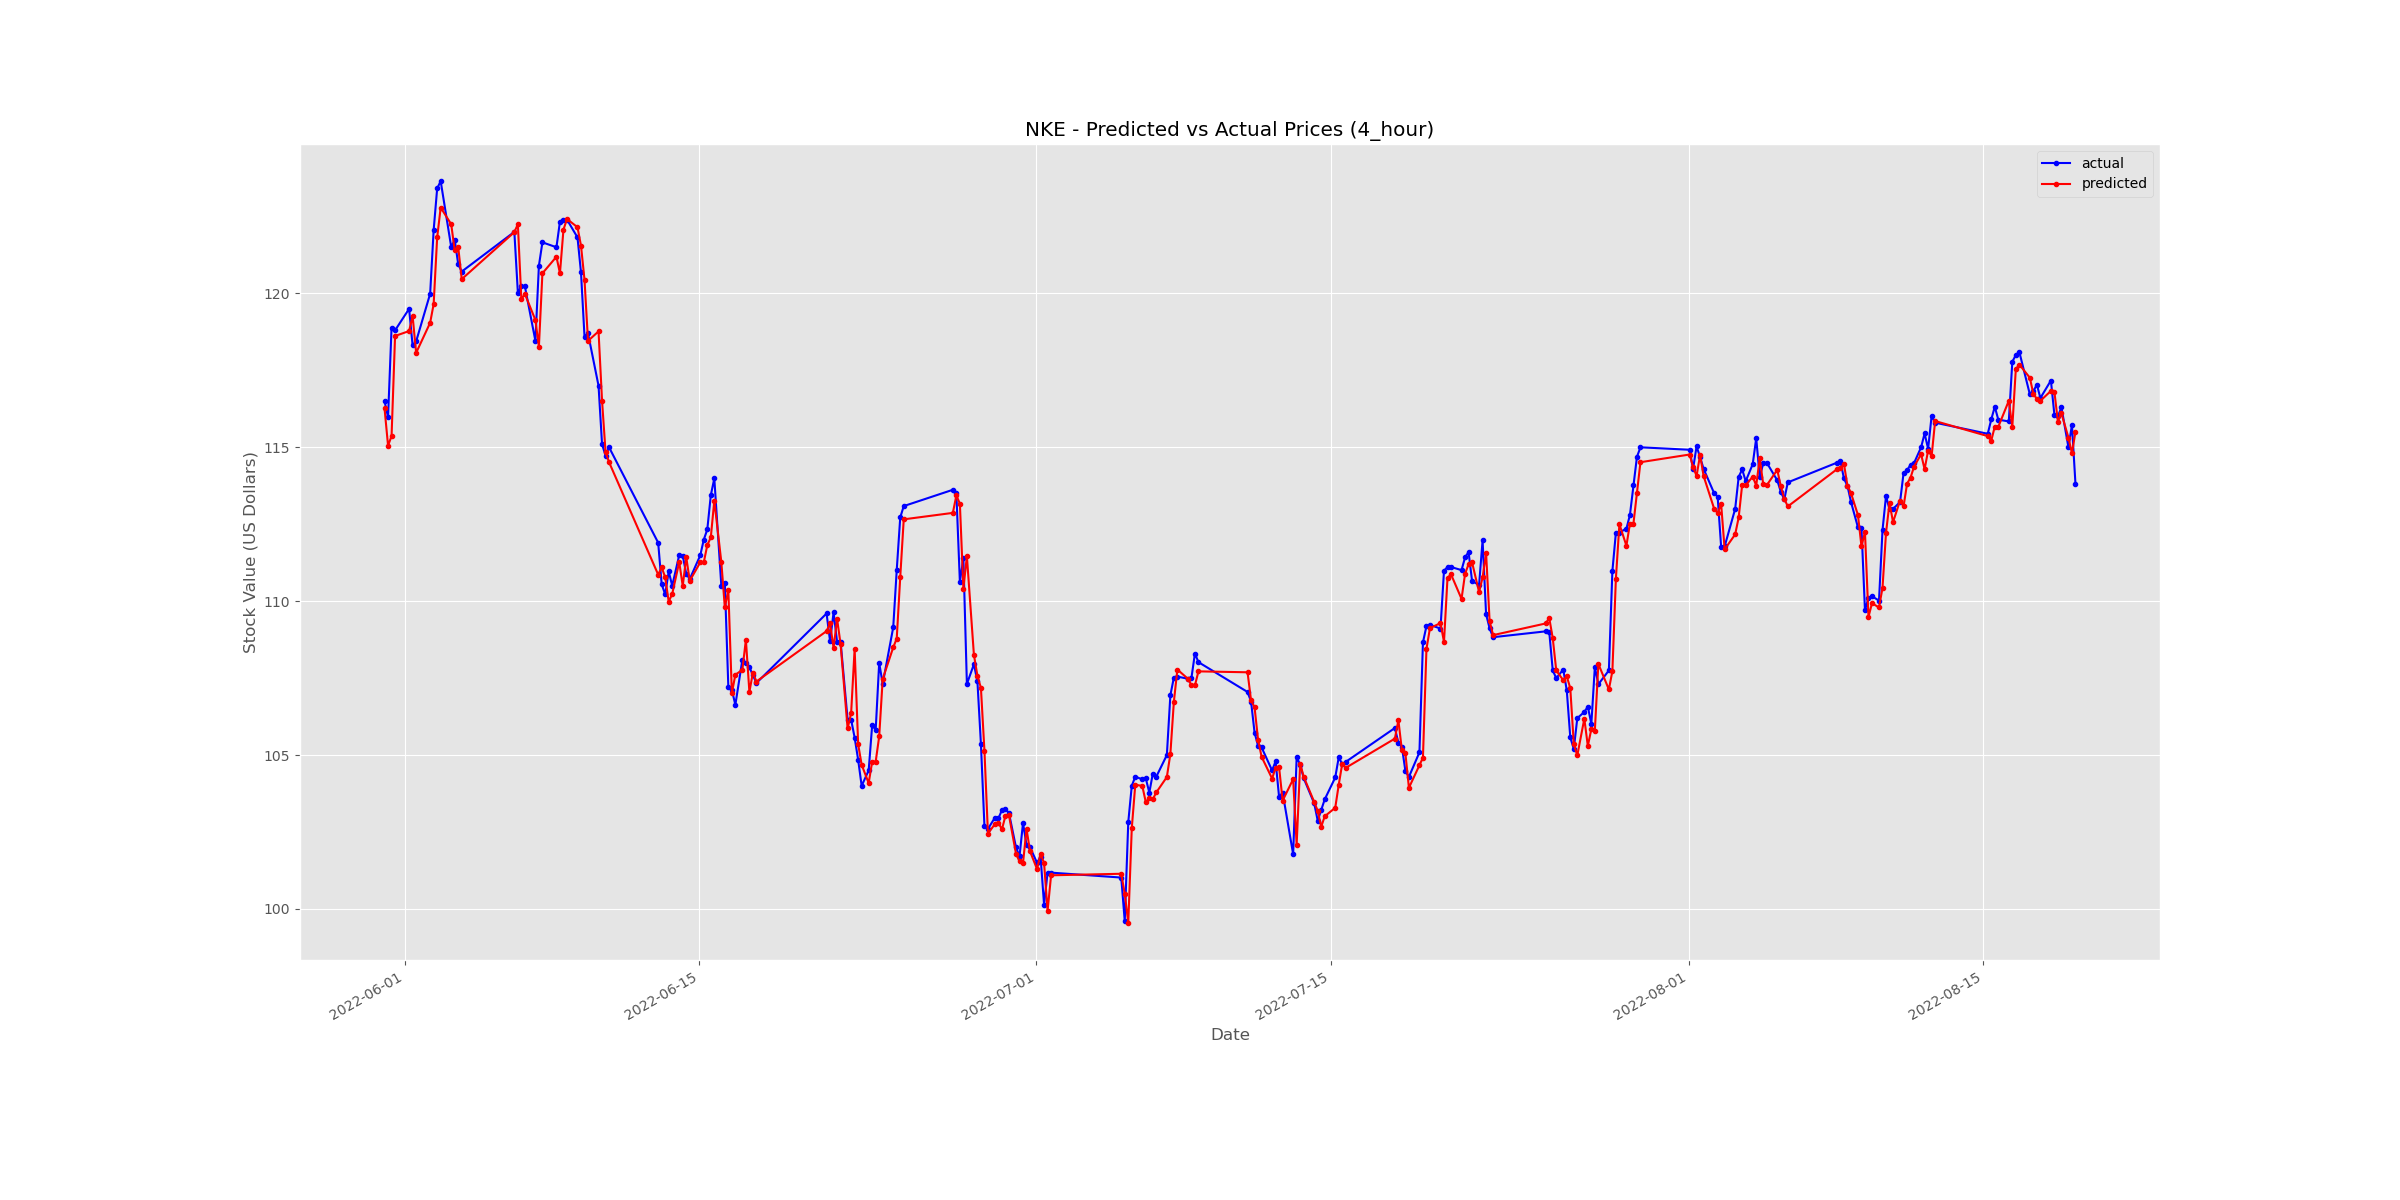 NKE - Predicted vs Actual Prices (4_hour)
actual
predicted
Stock Value (US Dollars)
120
115
110
105
100
2022-06-01
2022-06-15
2022-07-01
2022-07-15
2022-08-01
2022-08-15
Date